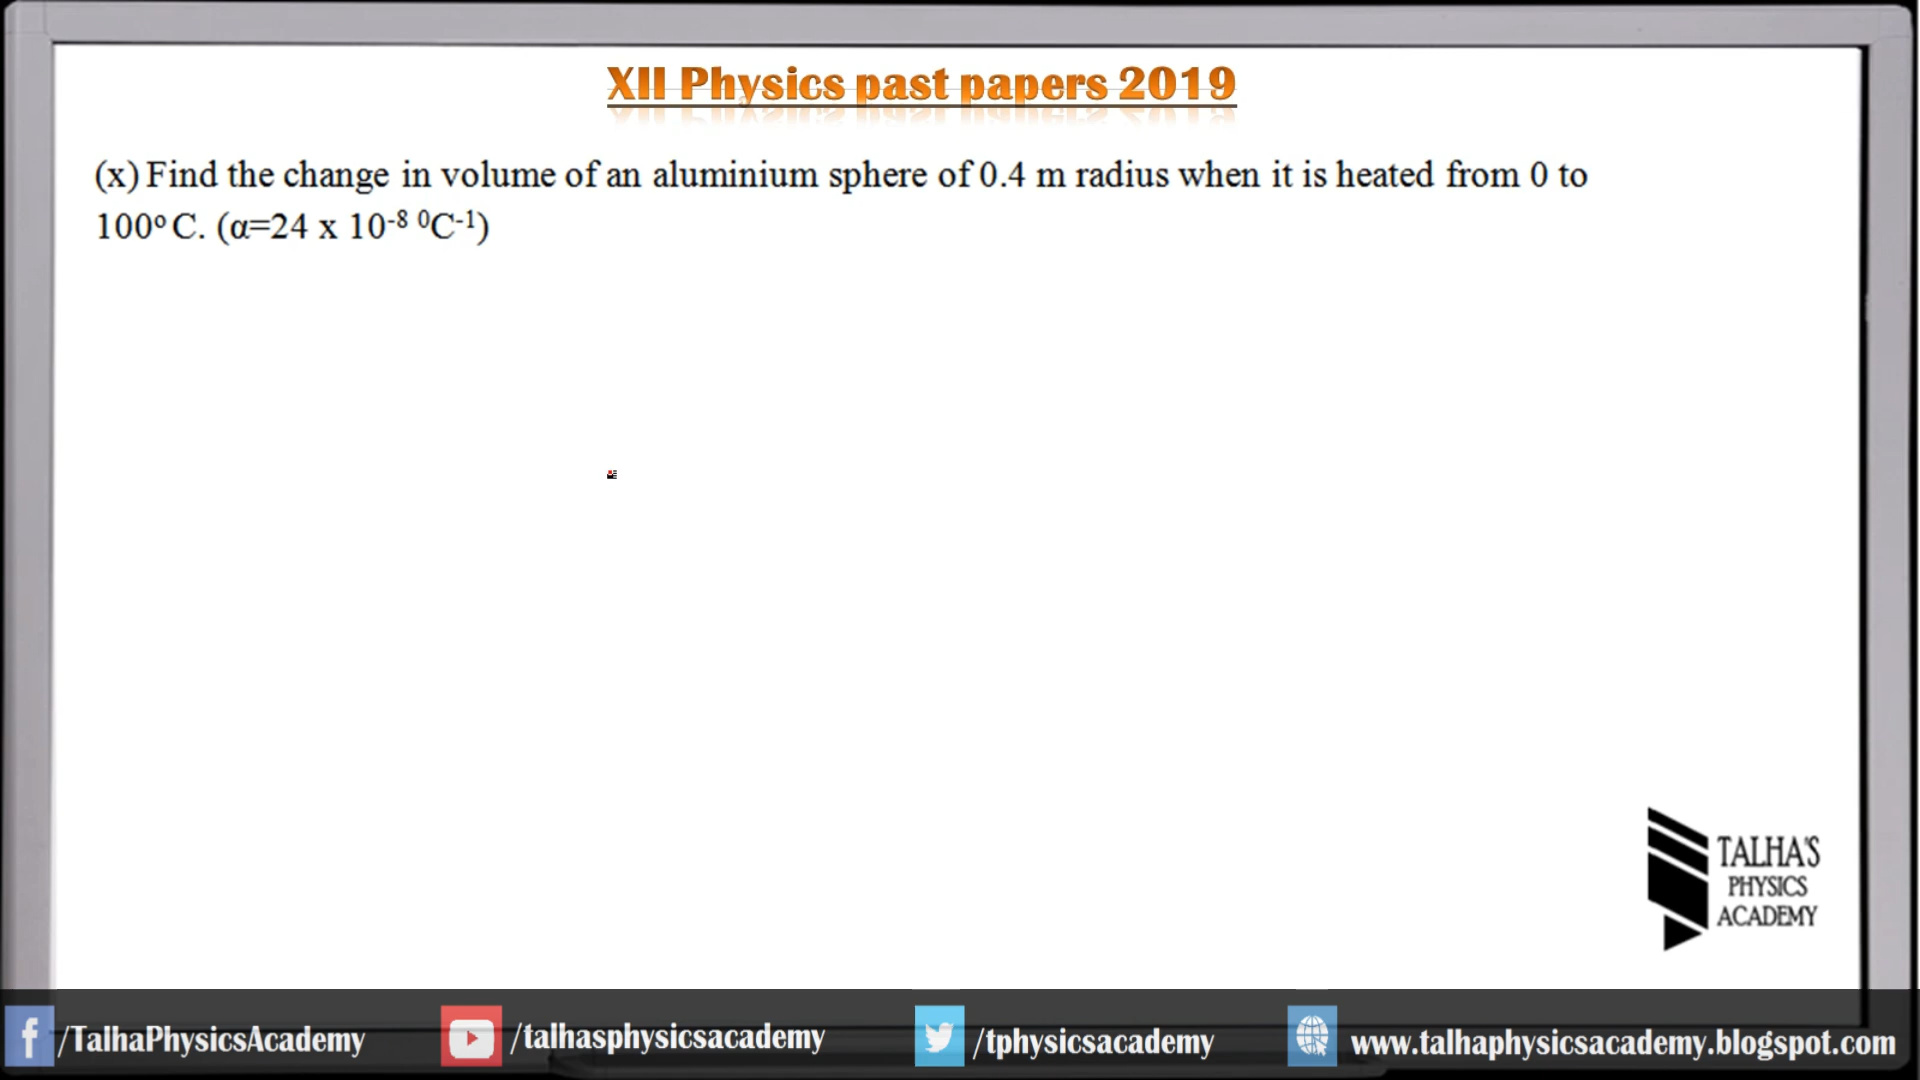 XII Physics past papers 2019
(x) Find the change in volume of an aluminium sphere of 0.4 m radius when it is heated from 0 to
100º C. (α=24 x 10⁻⁸ ⁰C⁻¹)
TALHA'S
PHYSICS
ACADEMY
/TalhaPhysicsAcademy
/talhasphysicsacademy
/tphysicsacademy
www.talhaphysicsacademy.blogspot.com